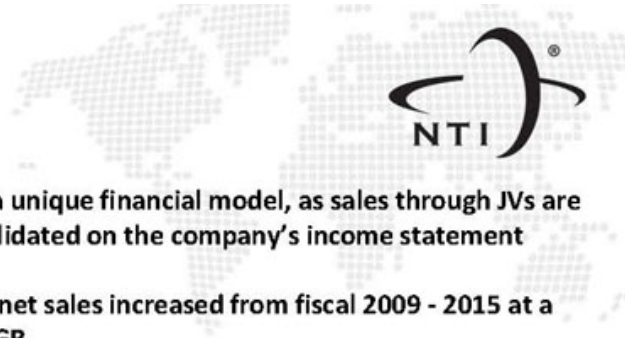 ®
NTI
unique financial model, as sales through JVs are
lidated on the company's income statement
net sales increased from fiscal 2009 - 2015 at a